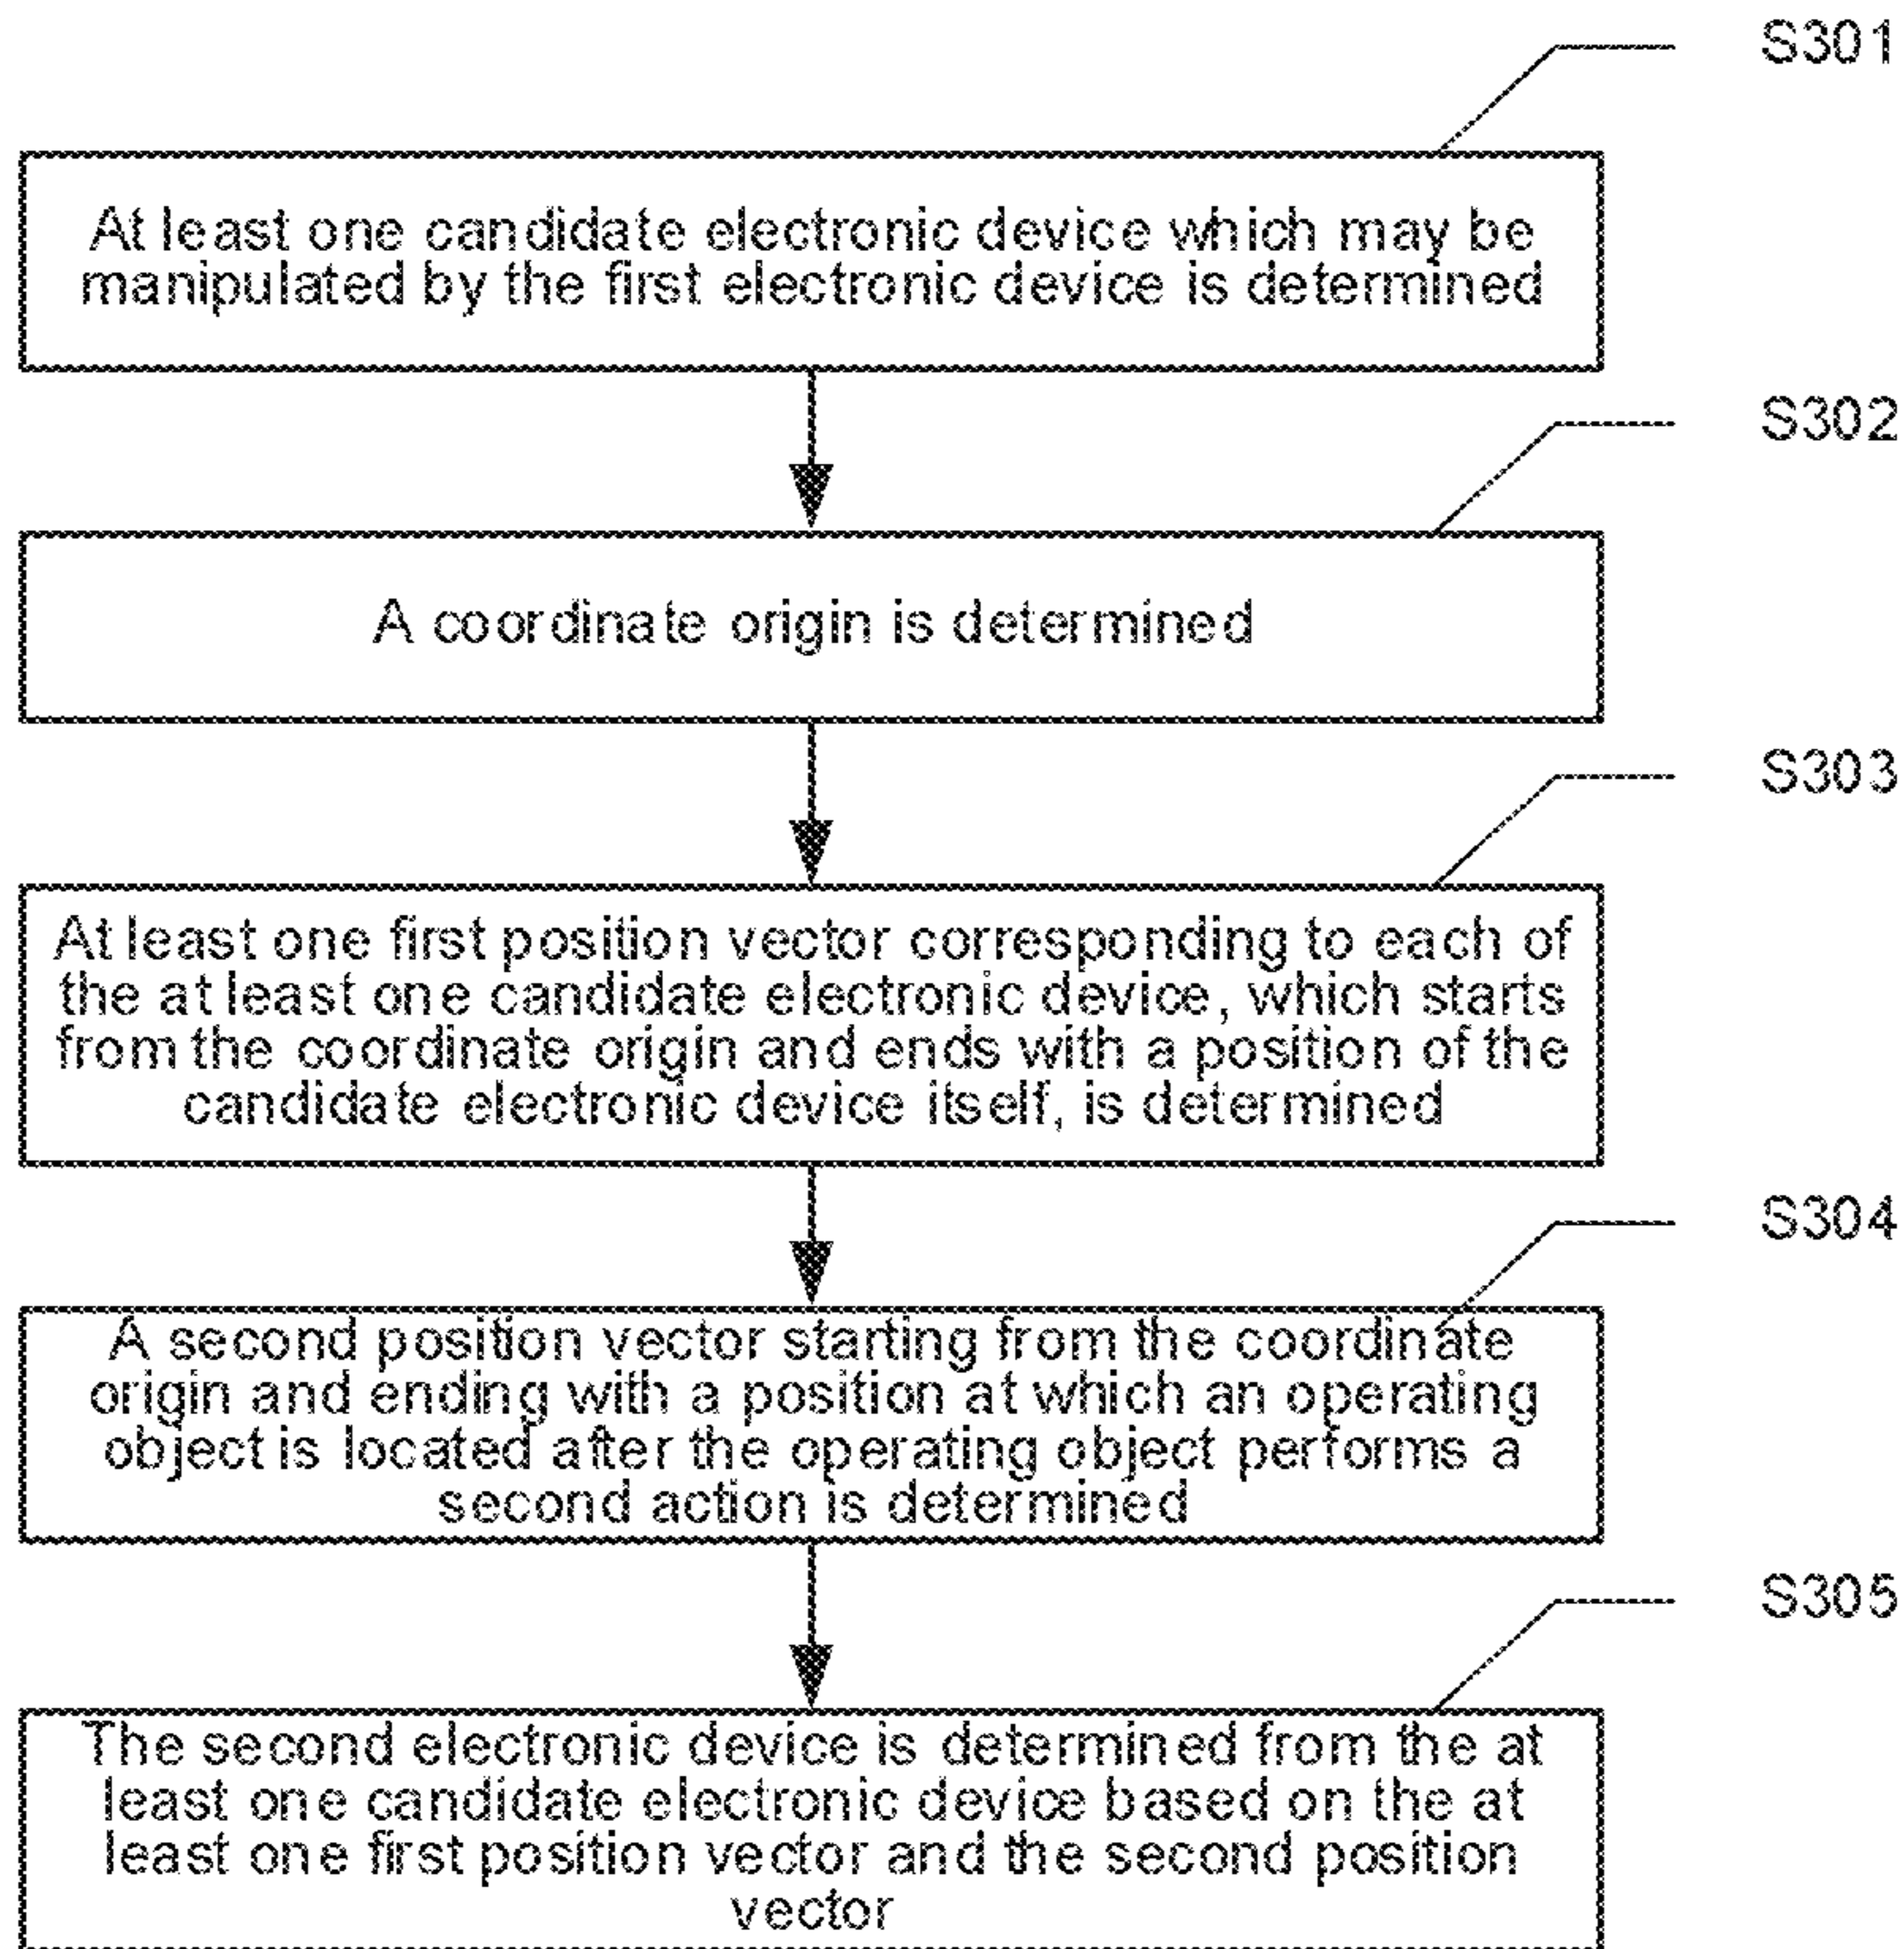 S301
At least one candidate electronic device which may be
manipulated by the first electronic device is determined
S302
A coordinate origin is determined
S303
At least one first position vector corresponding to each of
the at least one candidate electronic device, which starts
from the coordinate origin and ends with a position of the
candidate electronic device itself, is determined
S304
A second position vector starting from the coordinate
origin and ending with a position at which an operating
object is located after the operating object performs a
second action is determined
S305
The second electronic device is determined from the at
least one candidate electronic device based on the at
least one first position vector and the second position
vector